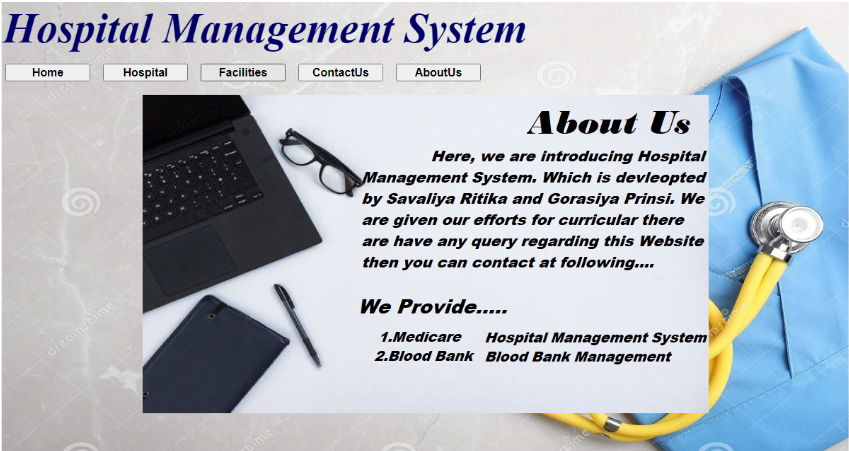 Hospital Management System
Home Hospital Facilities ContactUs AboutUs
About Us
Here, we are introducing Hospital
Management System. Which is devleopted
by Savaliya Ritika and Gorasiya Prinsi. We
are given our efforts for curricular there
are have any query regarding this Website
then you can contact at following....
We Provide.....
1.Medicare Hospital Management System
2.Blood Bank Blood Bank Management